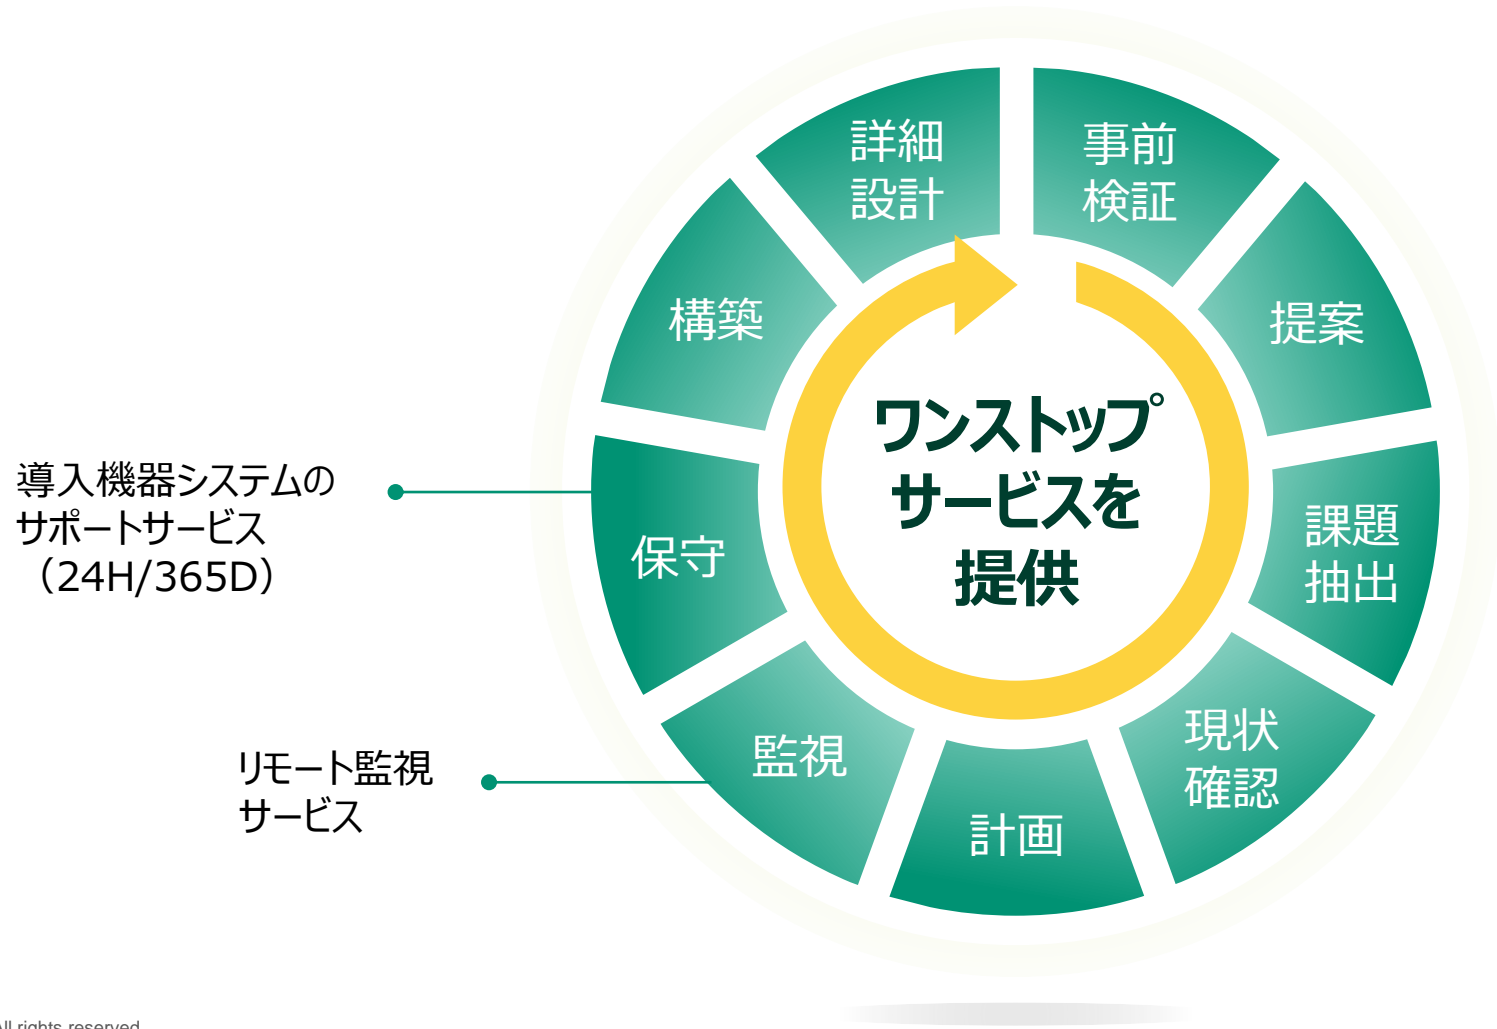 詳細
設計
事前
検証
構築
提案
ワンストップ
サービスを
提供
導入機器システムの
サポートサービス
（24H/365D）
保守
課題
抽出
リモート監視
サービス
監視
現状
確認
計画
All rights reserved